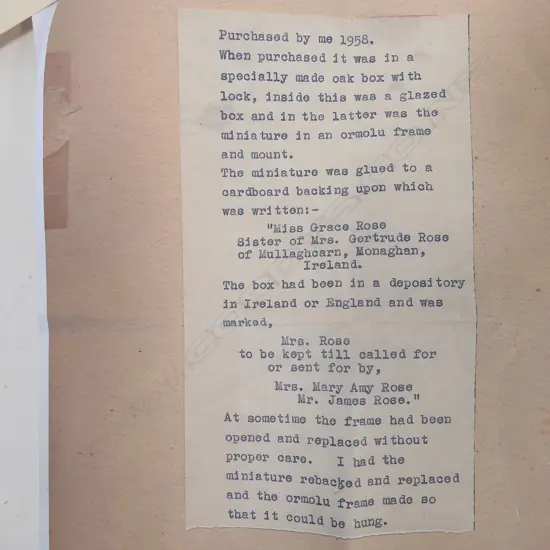 Purchased by me 1958.
When purchased it was in a
specially made oak box with
lock, inside this was a glazed
box and in the latter was the
miniature in an ormolu frame
and mount.
The miniature was glued to a
cardboard backing upon which
was written:-
"Miss Grace Rose
Sister of Mrs. Gertrude Rose
of Mullaghcarn, Monaghan,
Ireland.
The box had been in a depository
in Ireland or England and was
marked,
Mrs. Rose
to be kept till called for
or sent for by,
Mrs. Mary Amy Rose
Mr. James Rose."
At sometime the frame had been
opened and replaced without
proper care. I had the
miniature rebacked and replaced
and the ormolu frame made so
that it could be hung.